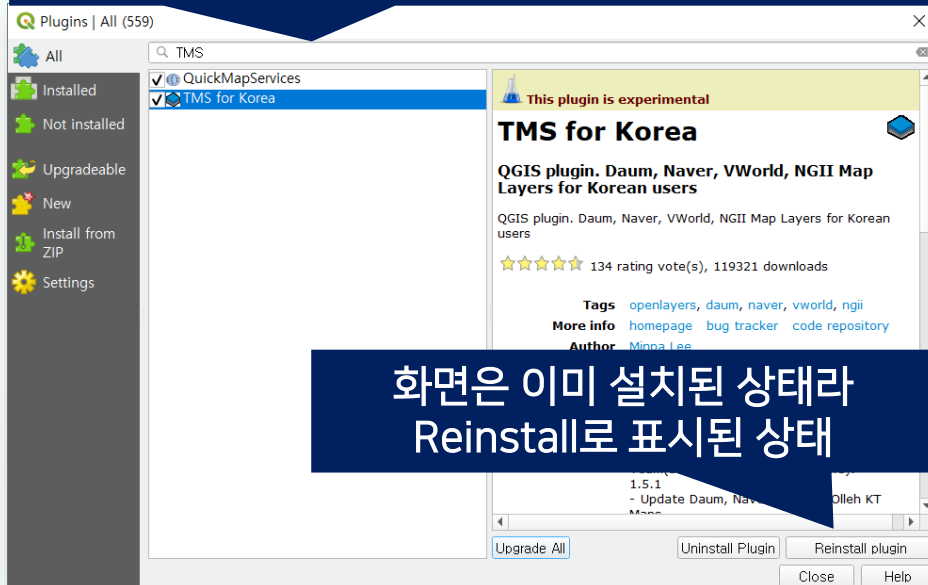 Plugins | All (559)
All
TMS
Installed
Not installed
Upgradeable
New
Install from
ZIP
Settings
QuickMapServices
TMS for Korea
This plugin is experimental
TMS for Korea
QGIS plugin. Daum, Naver, VWorld, NGII Map
Layers for Korean users
QGIS plugin. Daum, Naver, VWorld, NGII Map Layers for Korean
users
134 rating vote(s), 119321 downloads
Tags openlayers, daum, naver, vworld, ngii
More info homepage bug tracker code repository
Author Minpa Lee
화면은 이미 설치된 상태라
Reinstall로 표시된 상태
1.5.1
- Update Daum, Olleh KT
Maps
Upgrade All
Uninstall Plugin
Reinstall plugin
Close
Help